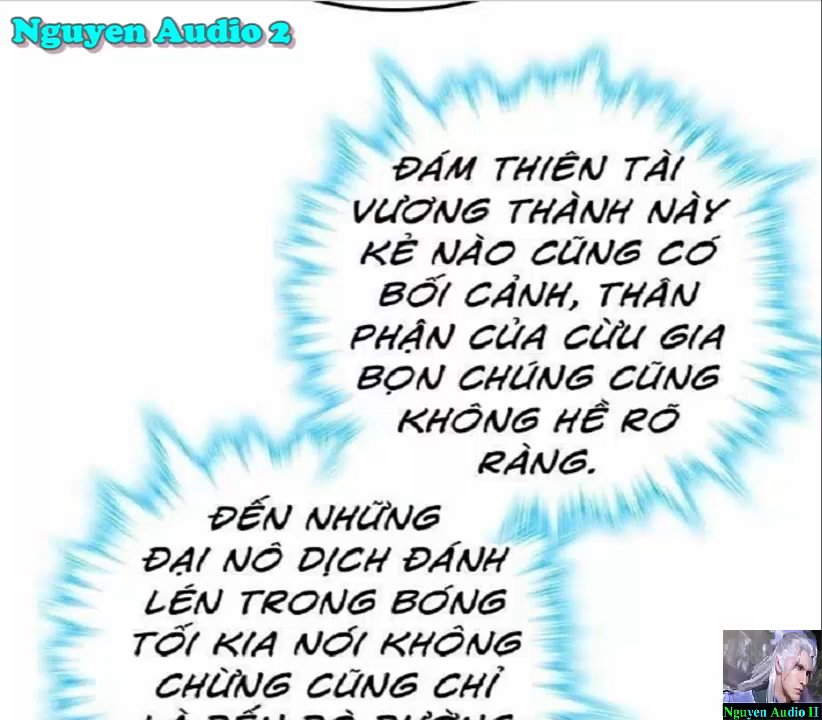 Nguyen Audio 2
ĐÁM THIÊN TÀI
VƯƠNG THÀNH NÀY
KẺ NÀO CŨNG CÓ
BỐI CẢNH, THÂN
PHẬN CỦA CỪU GIA
BỌN CHÚNG CŨNG
KHÔNG HỀ RÕ
RÀNG.
ĐẾN NHỮNG
ĐẠI NÔ DỊCH ĐÁNH
LÉN TRONG BÓNG
TỐI KIA NÓI KHÔNG
CHỪNG CŨNG CHỈ
Nguyen Audio II